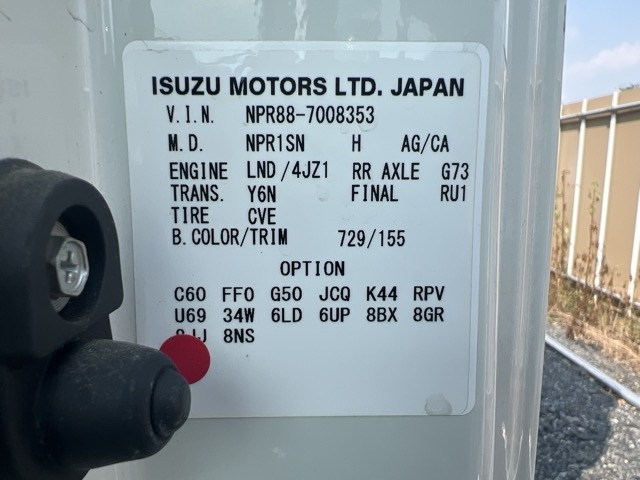 ISUZU MOTORS LTD. JAPAN
V.I.N. NPR88-7008353
M.D. NPR1SN H AG/CA
ENGINE LND/4JZ1 RR AXLE G73
TRANS. Y6N FINAL RU1
TIRE CVE
B.COLOR/TRIM 729/155
OPTION
C60 FF0 G50 JCQ K44 RPV
U69 34W 6LD 6UP 8BX 8GR
8NS